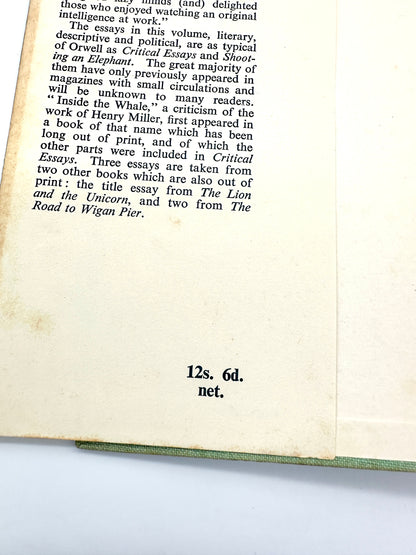 lazy minds (and) delighted
those who enjoyed watching an original
intelligence at work."
The essays in this volume, literary,
descriptive and political, are as typical
of Orwell as Critical Essays and Shoot-
ing an Elephant. The great majority of
them have only previously appeared in
magazines with small circulations and
will be unknown to many readers.
"Inside the Whale," a criticism of the
work of Henry Miller, first appeared in
a book of that name which has been
long out of print, and of which the
other parts were included in Critical
Essays. Three essays are taken from
two other books which are also out of
print : the title essay from The Lion
and the Unicorn, and two from The
Road to Wigan Pier.
12s. 6d.
net.